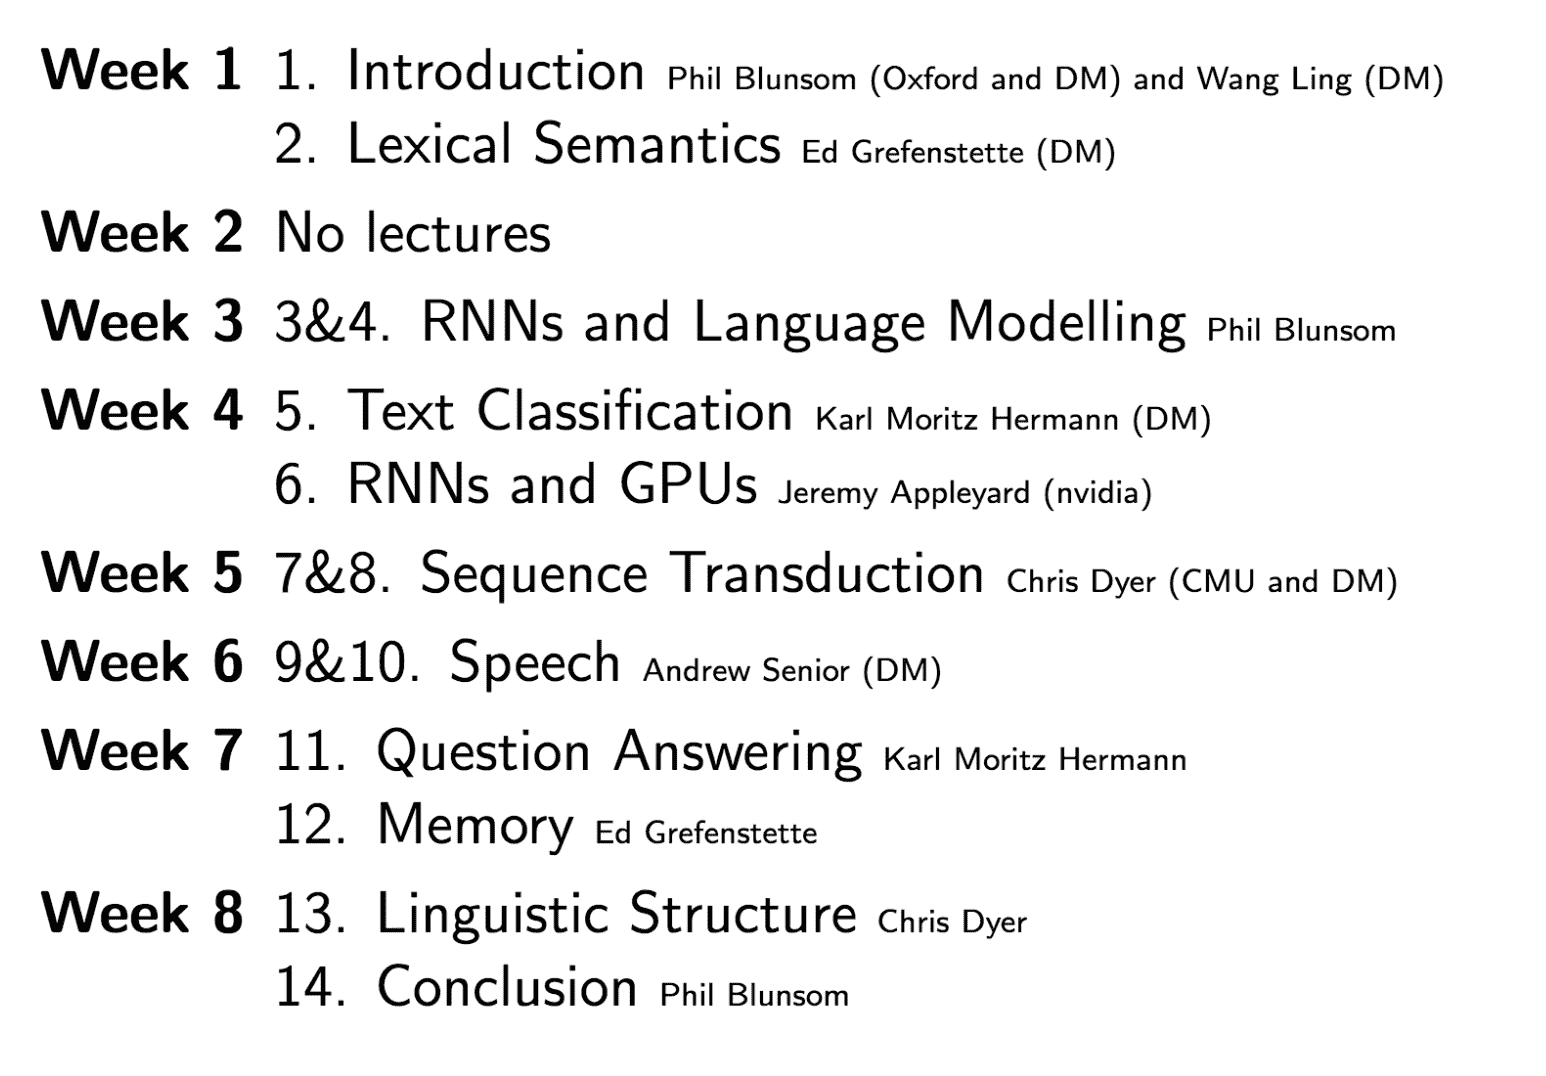 Week 1 1. Introduction Phil Blunsom (Oxford and DM) and Wang Ling (DM)
2. Lexical Semantics Ed Grefenstette (DM)
Week 2 No lectures
Week 3 3&4. RNNs and Language Modelling Phil Blunsom
Week 4 5. Text Classification Karl Moritz Hermann (DM)
6. RNNs and GPUs Jeremy Appleyard (nvidia)
Week 5 7&8. Sequence Transduction Chris Dyer (CMU and DM)
Week 6 9&10. Speech Andrew Senior (DM)
Week 7 11. Question Answering Karl Moritz Hermann
12. Memory Ed Grefenstette
Week 8 13. Linguistic Structure Chris Dyer
14. Conclusion Phil Blunsom